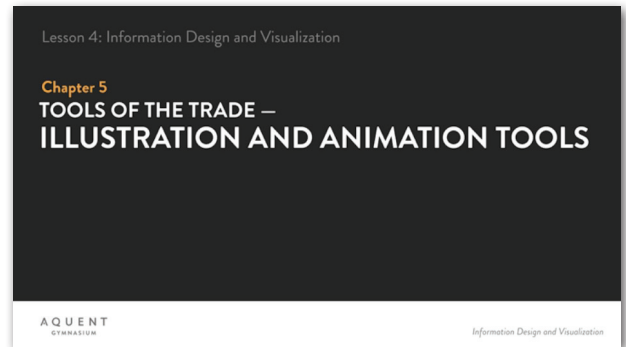 Lesson 4: Information Design and Visualization
Chapter 5
TOOLS OF THE TRADE —
ILLUSTRATION AND ANIMATION TOOLS
AQUENT
GYMNASIUM
Information Design and Visualization